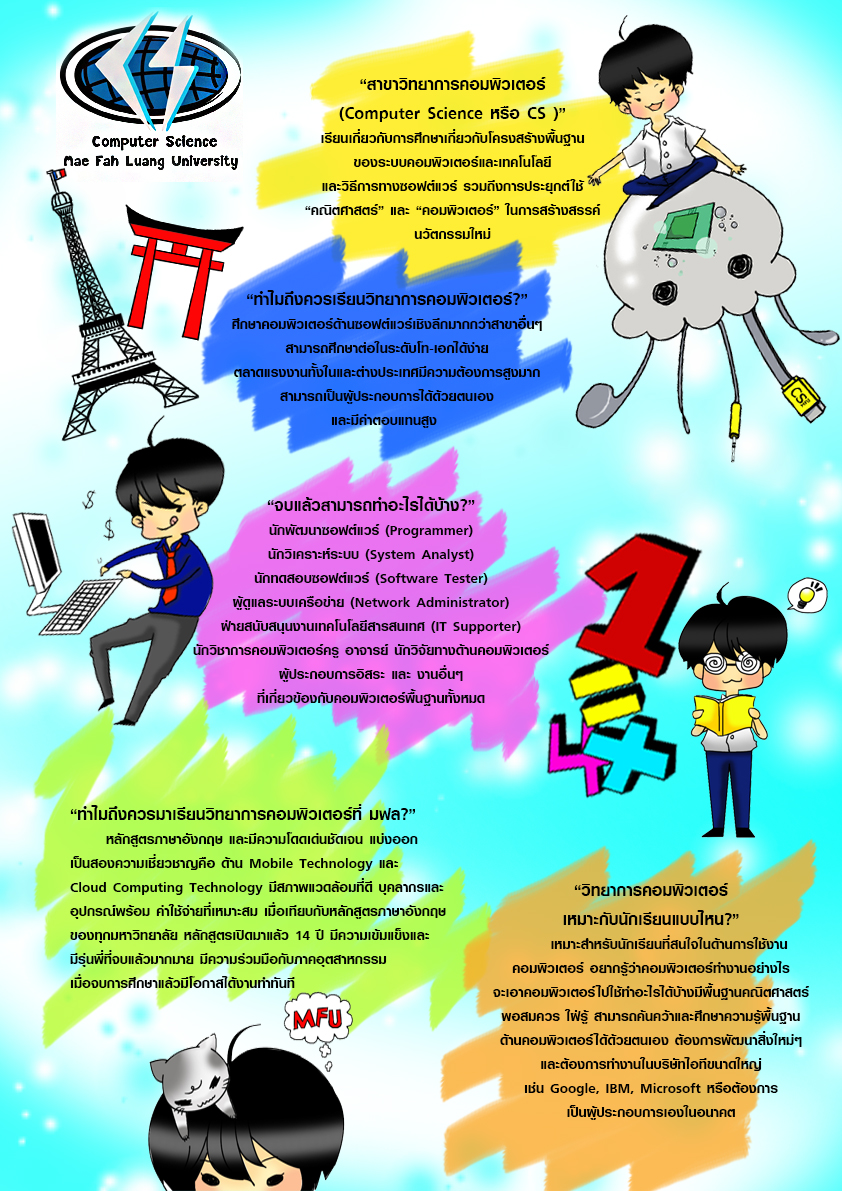 Computer Science
Mae Fah Luang University
“สาขาวิทยาการคอมพิวเตอร์
(Computer Science หรือ CS )”
เรียนเกี่ยวกับการศึกษาเกี่ยวกับโครงสร้างพื้นฐาน
ของระบบคอมพิวเตอร์และเทคโนโลยี
และวิธีการทางซอฟต์แวร์ รวมถึงการประยุกต์ใช้
“คณิตศาสตร์” และ “คอมพิวเตอร์” ในการสร้างสรรค์
นวัตกรรมใหม่
“ทำไมถึงควรเรียนวิทยาการคอมพิวเตอร์?”
ศึกษาคอมพิวเตอร์ด้านซอฟต์แวร์เชิงลึกมากกว่าสาขาอื่นๆ
สามารถศึกษาต่อในระดับโท-เอกได้ง่าย
ตลาดแรงงานทั้งในและต่างประเทศมีความต้องการสูงมาก
สามารถเป็นผู้ประกอบการได้ด้วยตนเอง
และมีค่าตอบแทนสูง
CS
$
$
“จบแล้วสามารถทำอะไรได้บ้าง?”
นักพัฒนาซอฟต์แวร์ (Programmer)
นักวิเคราะห์ระบบ (System Analyst)
นักทดสอบซอฟต์แวร์ (Software Tester)
ผู้ดูแลระบบเครือข่าย (Network Administrator)
ฝ่ายสนับสนุนงานเทคโนโลยีสารสนเทศ (IT Supporter)
นักวิชาการคอมพิวเตอร์ครู อาจารย์ นักวิจัยทางด้านคอมพิวเตอร์
ผู้ประกอบการอิสระ และ งานอื่นๆ
ที่เกี่ยวข้องกับคอมพิวเตอร์พื้นฐานทั้งหมด
1
=
4+
“ทำไมถึงควรมาเรียนวิทยาการคอมพิวเตอร์ที่ มฟล?”
หลักสูตรภาษาอังกฤษ และมีความโดดเด่นชัดเจน แบ่งออก
เป็นสองความเชี่ยวชาญคือ ด้าน Mobile Technology และ
Cloud Computing Technology มีสภาพแวดล้อมที่ดี บุคลากรและ
อุปกรณ์พร้อม ค่าใช้จ่ายที่เหมาะสม เมื่อเทียบกับหลักสูตรภาษาอังกฤษ
ของทุกมหาวิทยาลัย หลักสูตรเปิดมาแล้ว 14 ปี มีความเข้มแข็งและ
มีรุ่นพี่ที่จบแล้วมากมาย มีความร่วมมือกับภาคอุตสาหกรรม
เมื่อจบการศึกษาแล้วมีโอกาสได้งานทำทันที
MFU
“วิทยาการคอมพิวเตอร์
เหมาะกับนักเรียนแบบไหน?”
เหมาะสำหรับนักเรียนที่สนใจในด้านการใช้งาน
คอมพิวเตอร์ อยากรู้ว่าคอมพิวเตอร์ทำงานอย่างไร
จะเอาคอมพิวเตอร์ไปใช้ทำอะไรได้บ้างมีพื้นฐานคณิตศาสตร์
พอสมควร ใฝ่รู้ สามารถค้นคว้าและศึกษาความรู้พื้นฐาน
ด้านคอมพิวเตอร์ได้ด้วยตนเอง ต้องการพัฒนาสิ่งใหม่ๆ
และต้องการทำงานในบริษัทไอทีขนาดใหญ่
เช่น Google, IBM, Microsoft หรือต้องการ
เป็นผู้ประกอบการเองในอนาคต